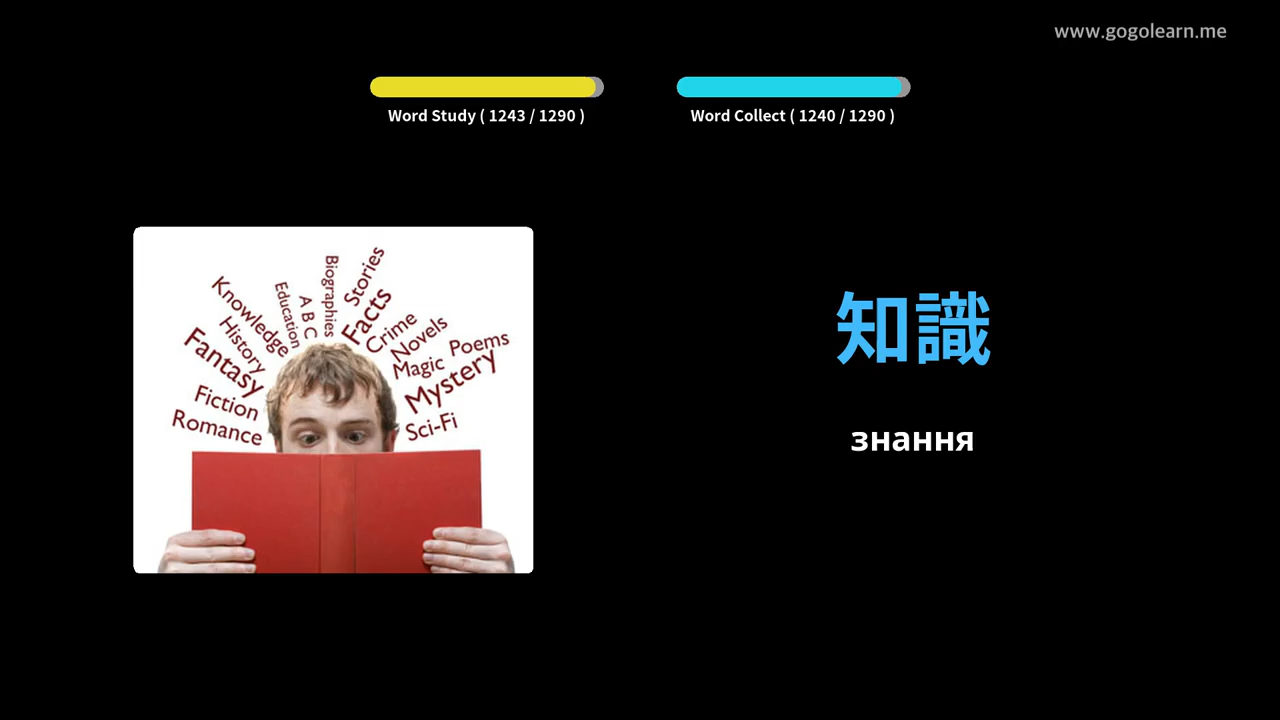 www.gogolearn.me
Word Study ( 1243 / 1290 )
Word Collect ( 1240 / 1290 )
Knowledge
History
Fantasy
Fiction
Romance
Education
A B C
Biographies
Stories
Facts
Crime
Novels
Magic
Poems
Mystery
Sci-Fi
知識
знання